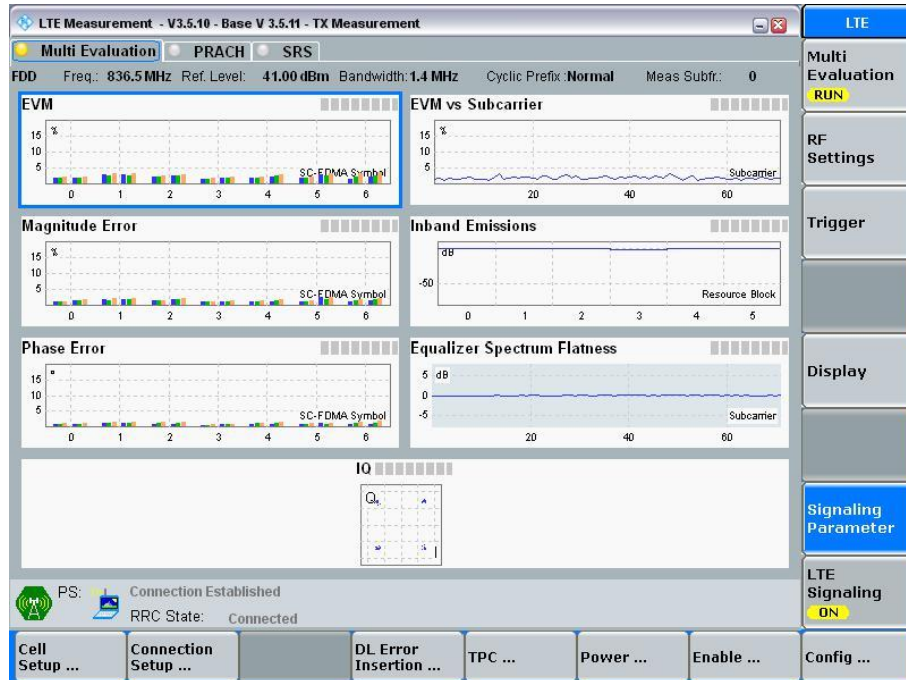 LTE Measurement - V3.5.10 - Base V 3.5.11 - TX Measurement
LTE
Multi Evaluation PRACH SRS
FDD Freq.: 836.5 MHz Ref. Level: 41.00 dBm Bandwidth: 1.4 MHz Cyclic Prefix :Normal Meas Subfr.: 0
Multi
Evaluation
RUN
EVM
%
15
10
5
SC-FDMA Symbol
0 1 2 3 4 5 6
EVM vs Subcarrier
%
15
10
5
Subcarrier
20 40 60
RF
Settings
Magnitude Error
%
15
10
5
SC-FDMA Symbol
0 1 2 3 4 5 6
Inband Emissions
dB
-50
Resource Block
0 1 2 3 4 5
Trigger
Phase Error
°
15
10
5
SC-FDMA Symbol
0 1 2 3 4 5 6
Equalizer Spectrum Flatness
5 dB
0
-5
Subcarrier
20 40 60
Display
IQ
Q
I
Signaling
Parameter
PS: Connection Established
RRC State: Connected
LTE
Signaling
ON
Cell
Setup ...
Connection
Setup ...
DL Error
Insertion ...
TPC ...
Power ...
Enable ...
Config ...